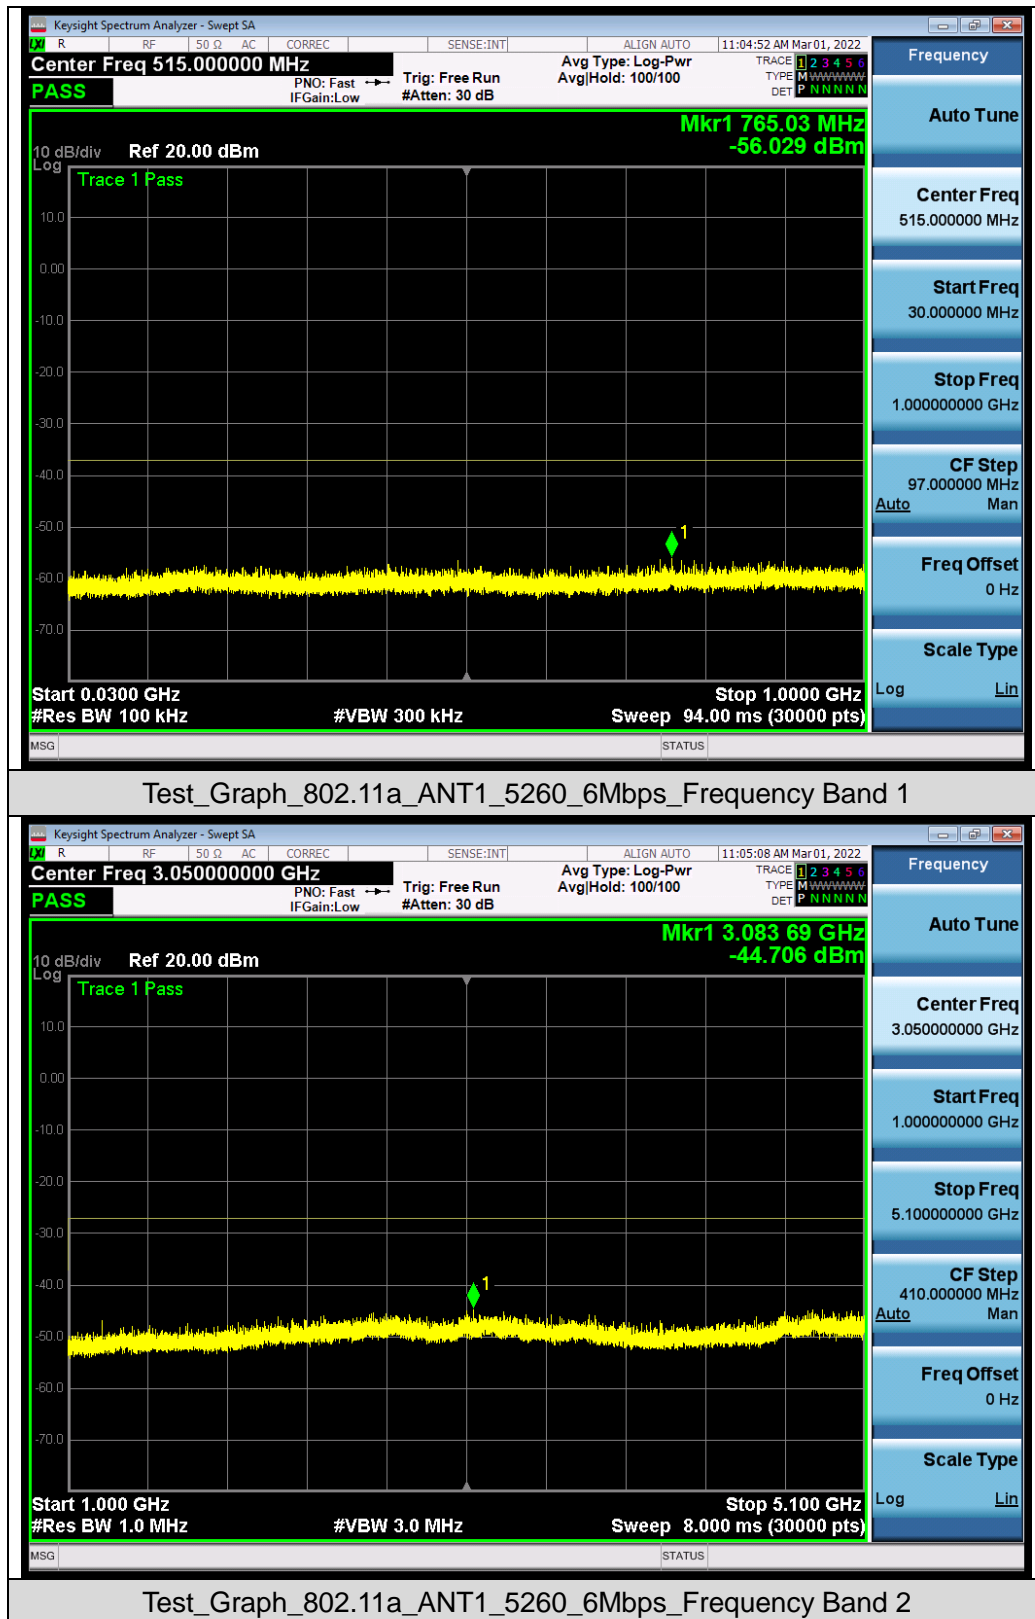 Keysight Spectrum Analyzer - Swept SA
LXI R RF 50 Ω AC CORREC SENSE:INT ALIGN AUTO 11:04:52 AM Mar 01, 2022
Center Freq 515.000000 MHz
PASS
PNO: Fast
IFGain:Low
Trig: Free Run
#Atten: 30 dB
Avg Type: Log-Pwr
Avg|Hold: 100/100
TRACE 1 2 3 4 5 6
TYPE M WWWWW
DET P N N N N N
Mkr1 765.03 MHz
-56.029 dBm
10 dB/div Ref 20.00 dBm
Log
Trace 1 Pass
10.0
0.00
-10.0
-20.0
-30.0
-40.0
-50.0
-60.0
-70.0
1
Start 0.0300 GHz Stop 1.0000 GHz
#Res BW 100 kHz #VBW 300 kHz Sweep 94.00 ms (30000 pts)
MSG STATUS
Frequency
Auto Tune
Center Freq
515.000000 MHz
Start Freq
30.000000 MHz
Stop Freq
1.000000000 GHz
CF Step
97.000000 MHz
Auto Man
Freq Offset
0 Hz
Scale Type
Log Lin
Test_Graph_802.11a_ANT1_5260_6Mbps_Frequency Band 1
Keysight Spectrum Analyzer - Swept SA
LXI R RF 50 Ω AC CORREC SENSE:INT ALIGN AUTO 11:05:08 AM Mar 01, 2022
Center Freq 3.050000000 GHz
PASS
PNO: Fast
IFGain:Low
Trig: Free Run
#Atten: 30 dB
Avg Type: Log-Pwr
Avg|Hold: 100/100
TRACE 1 2 3 4 5 6
TYPE M WWWWW
DET P N N N N N
Mkr1 3.083 69 GHz
-44.706 dBm
10 dB/div Ref 20.00 dBm
Log
Trace 1 Pass
10.0
0.00
-10.0
-20.0
-30.0
-40.0
-50.0
-60.0
-70.0
1
Start 1.000 GHz Stop 5.100 GHz
#Res BW 1.0 MHz #VBW 3.0 MHz Sweep 8.000 ms (30000 pts)
MSG STATUS
Frequency
Auto Tune
Center Freq
3.050000000 GHz
Start Freq
1.000000000 GHz
Stop Freq
5.100000000 GHz
CF Step
410.000000 MHz
Auto Man
Freq Offset
0 Hz
Scale Type
Log Lin
Test_Graph_802.11a_ANT1_5260_6Mbps_Frequency Band 2